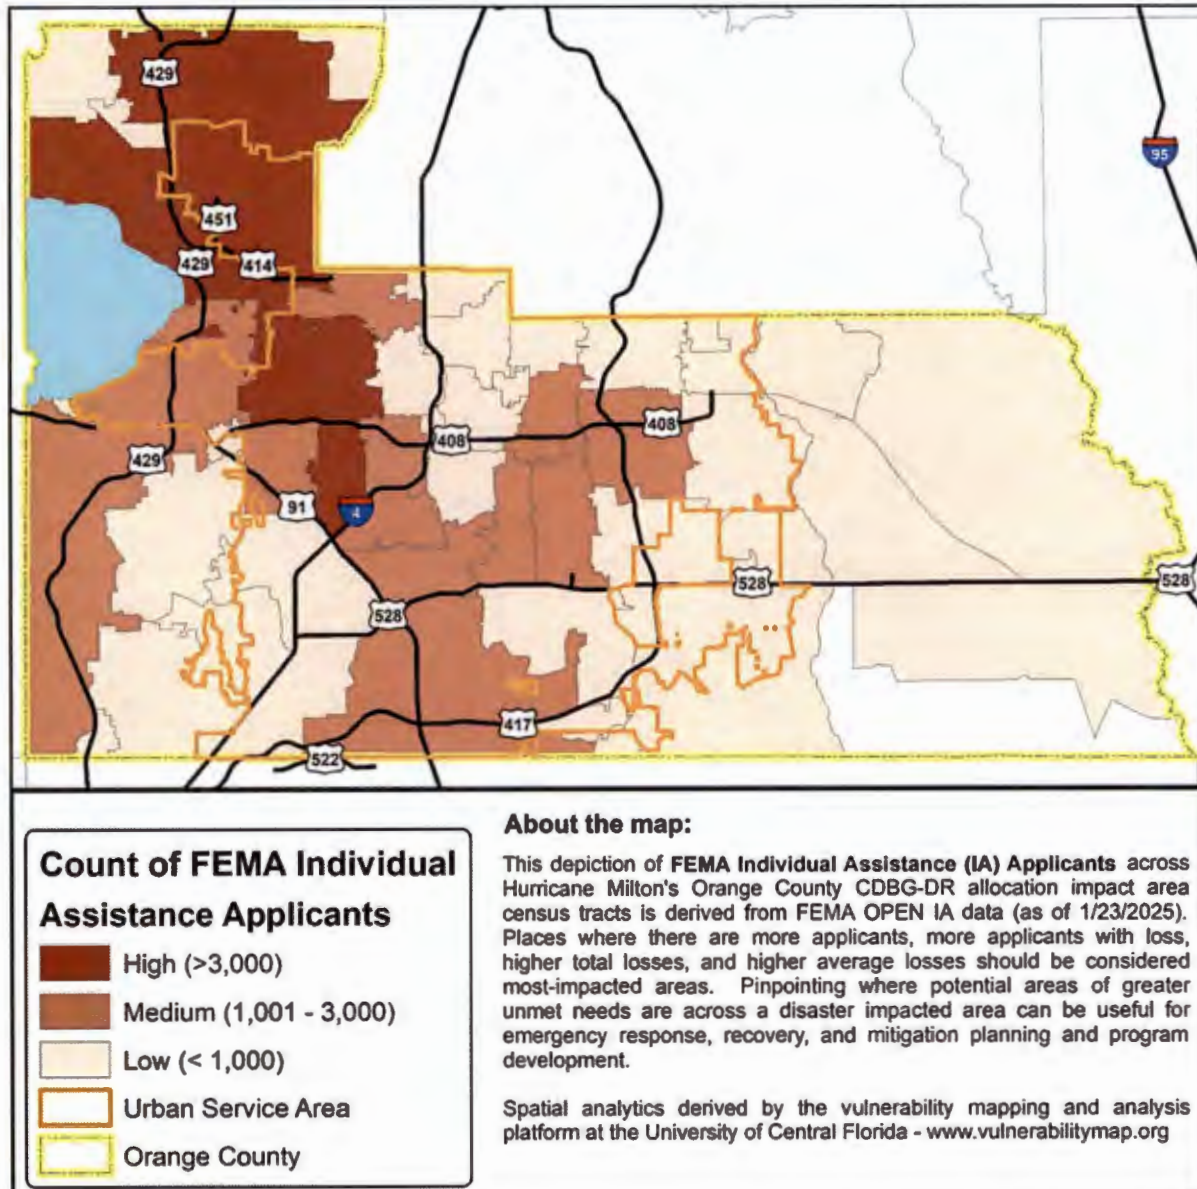 429
95
451
429
414
408
408
429
91
4
528
528
528
417
522
Count of FEMA Individual
Assistance Applicants
High (>3,000)
Medium (1,001 - 3,000)
Low (< 1,000)
Urban Service Area
Orange County
About the map:
This depiction of FEMA Individual Assistance (IA) Applicants across
Hurricane Milton's Orange County CDBG-DR allocation impact area
census tracts is derived from FEMA OPEN IA data (as of 1/23/2025).
Places where there are more applicants, more applicants with loss,
higher total losses, and higher average losses should be considered
most-impacted areas. Pinpointing where potential areas of greater
unmet needs are across a disaster impacted area can be useful for
emergency response, recovery, and mitigation planning and program
development.
Spatial analytics derived by the vulnerability mapping and analysis
platform at the University of Central Florida - www.vulnerabilitymap.org